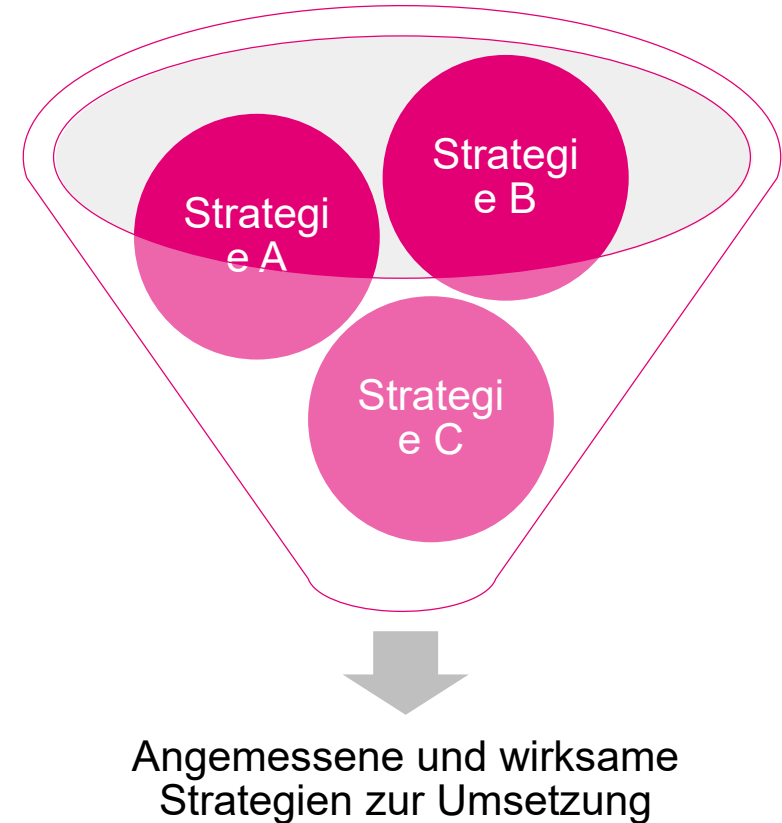 Strategi
e A
Strategi
e B
Strategi
e C
Angemessene und wirksame
Strategien zur Umsetzung